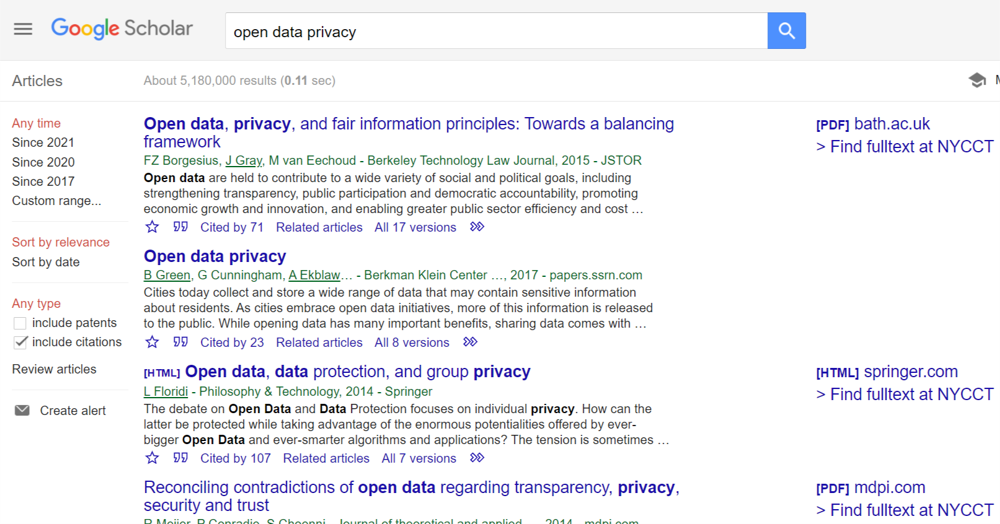 Google Scholar
open data privacy
Articles
About 5,180,000 results (0.11 sec)
M
Any time
Since 2021
Since 2020
Since 2017
Custom range...
Sort by relevance
Sort by date
Any type
include patents
include citations
Review articles
Create alert
Open data, privacy, and fair information principles: Towards a balancing
framework
FZ Borgesius, J Gray, M van Eechoud - Berkeley Technology Law Journal, 2015 - JSTOR
Open data are held to contribute to a wide variety of social and political goals, including
strengthening transparency, public participation and democratic accountability, promoting
economic growth and innovation, and enabling greater public sector efficiency and cost …
Cited by 71 Related articles All 17 versions
[PDF] bath.ac.uk
> Find fulltext at NYCCT
Open data privacy
B Green, G Cunningham, A Ekblaw… - Berkman Klein Center …, 2017 - papers.ssrn.com
Cities today collect and store a wide range of data that may contain sensitive information
about residents. As cities embrace open data initiatives, more of this information is released
to the public. While opening data has many important benefits, sharing data comes with …
Cited by 23 Related articles All 8 versions
[HTML] Open data, data protection, and group privacy
L Floridi - Philosophy & Technology, 2014 - Springer
The debate on Open Data and Data Protection focuses on individual privacy. How can the
latter be protected while taking advantage of the enormous potentialities offered by ever-
bigger Open Data and ever-smarter algorithms and applications? The tension is sometimes …
Cited by 107 Related articles All 7 versions
[HTML] springer.com
> Find fulltext at NYCCT
Reconciling contradictions of open data regarding transparency, privacy,
security and trust
R Meijer, P Conradie, S Choenni - Journal of theoretical and applied …, 2014 - mdpi.com
[PDF] mdpi.com
> Find fulltext at NYCCT